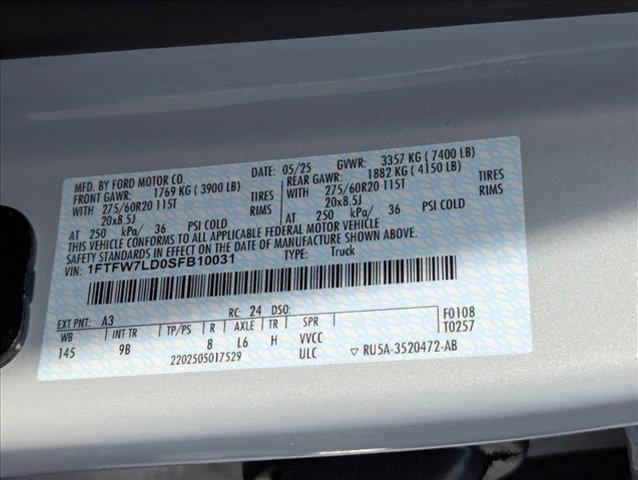 MFD. BY FORD MOTOR CO.
05/25 GVWR: 3357 KG ( 7400 LB)
FRONT GAWR: 1769 KG ( 3900 LB) REAR GAWR: 1882 KG ( 4150 LB)
WITH 275/60R20 115T TIRES WITH 275/60R20 115T TIRES
20x8.5J RIMS 20x8.5J RIMS
AT 250 kPa/ 36 PSI COLD AT 250 kPa/ 36 PSI COLD
THIS VEHICLE CONFORMS TO ALL APPLICABLE FEDERAL MOTOR VEHICLE
SAFETY STANDARDS IN EFFECT ON THE DATE OF MANUFACTURE SHOWN ABOVE.
VIN: 1FTFW7LD0SFB10031 TYPE: Truck
EXT PNT: A3 RC: 24 DSO: F0108
WB INT TR TP/PS R AXLE TR SPR T0257
145 9B 8 L6 H VVCC
2202505017529 ULC ▽ RU5A-3520472-AB